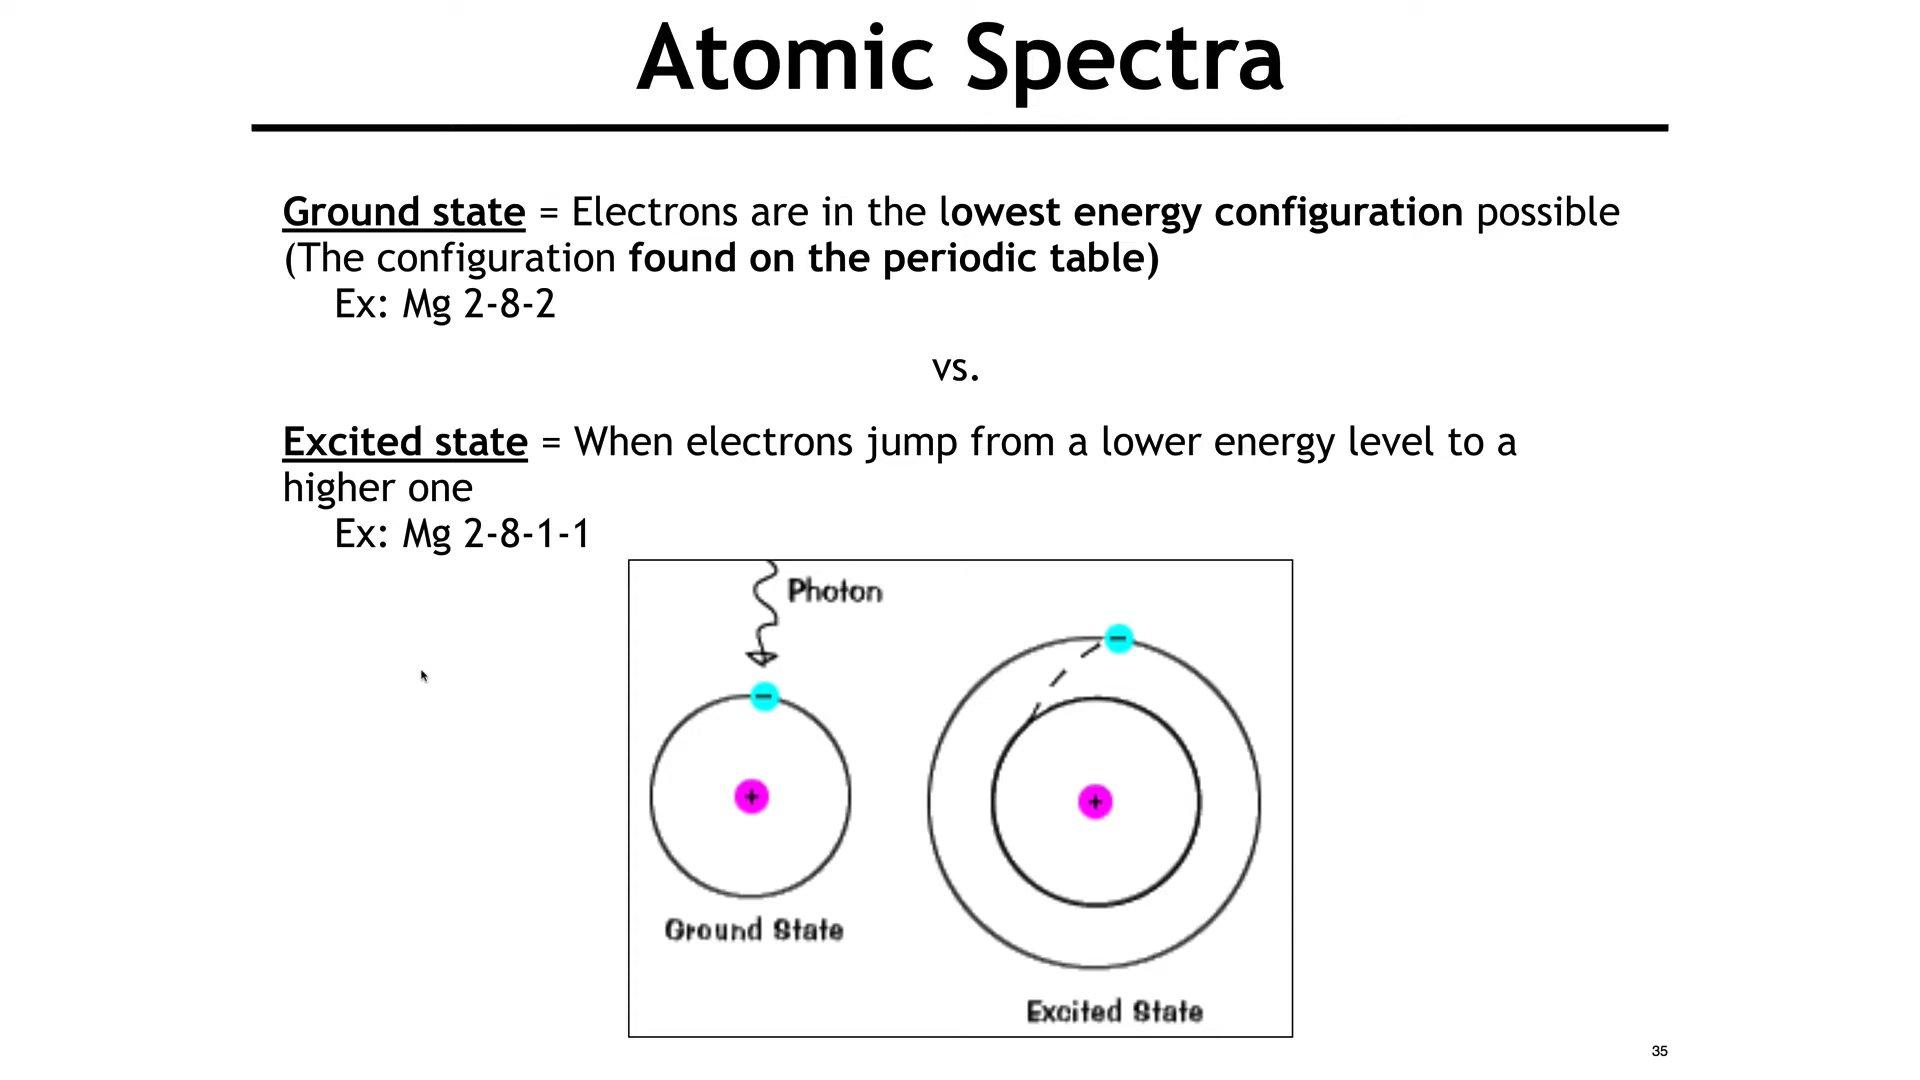 Atomic Spectra
Ground state = Electrons are in the lowest energy configuration possible
(The configuration found on the periodic table)
Ex: Mg 2-8-2
vs.
Excited state = When electrons jump from a lower energy level to a
higher one
Ex: Mg 2-8-1-1
Photon
−
−
+
+
Ground State
Excited State
35